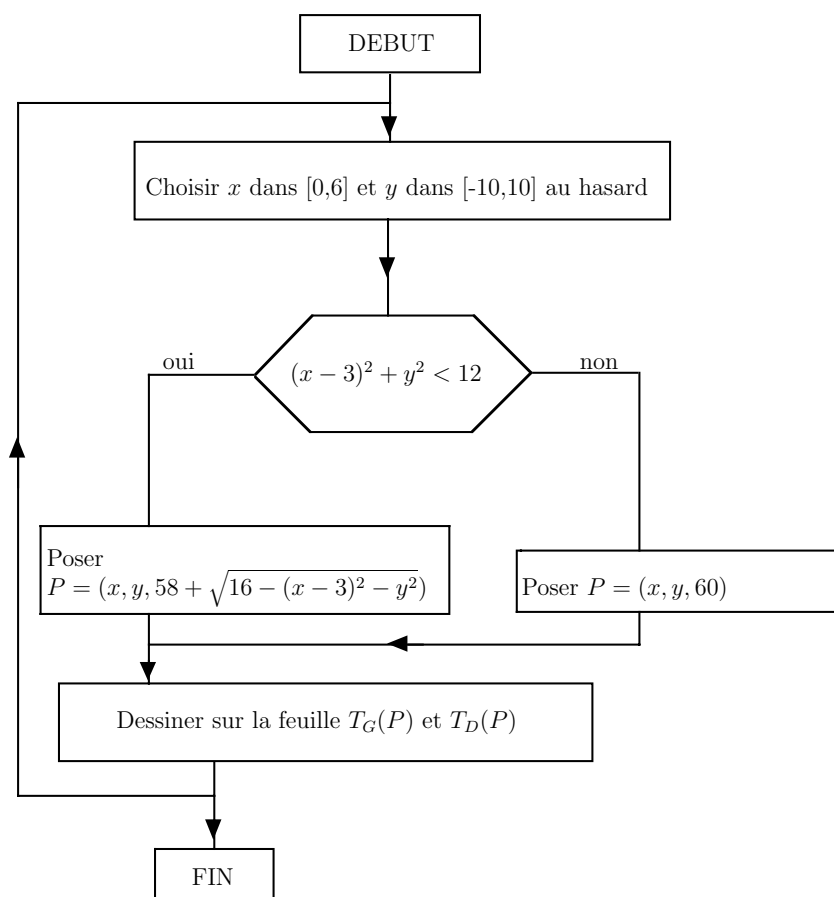 DEBUT
Choisir x dans [0,6] et y dans [-10,10] au hasard
oui
(x − 3)² + y² < 12
non
Poser
P = (x, y, 58 + √(16 − (x − 3)² − y²))
Poser P = (x, y, 60)
Dessiner sur la feuille T_G(P) et T_D(P)
FIN